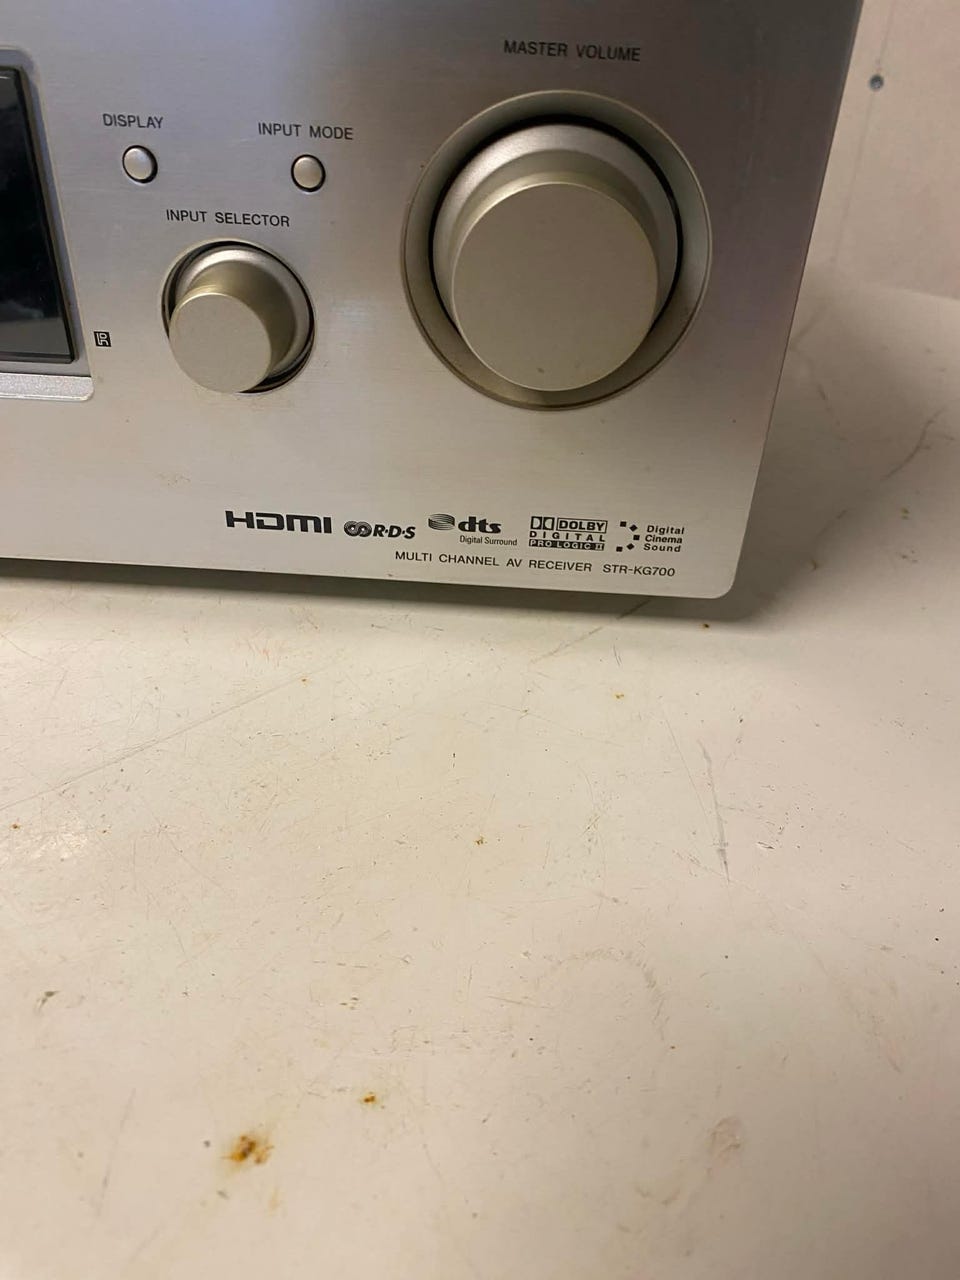 MASTER VOLUME
DISPLAY
INPUT MODE
INPUT SELECTOR
HDMI R·D·S dts Digital Surround DOLBY DIGITAL PRO LOGIC II Digital Cinema Sound
MULTI CHANNEL AV RECEIVER STR-KG700